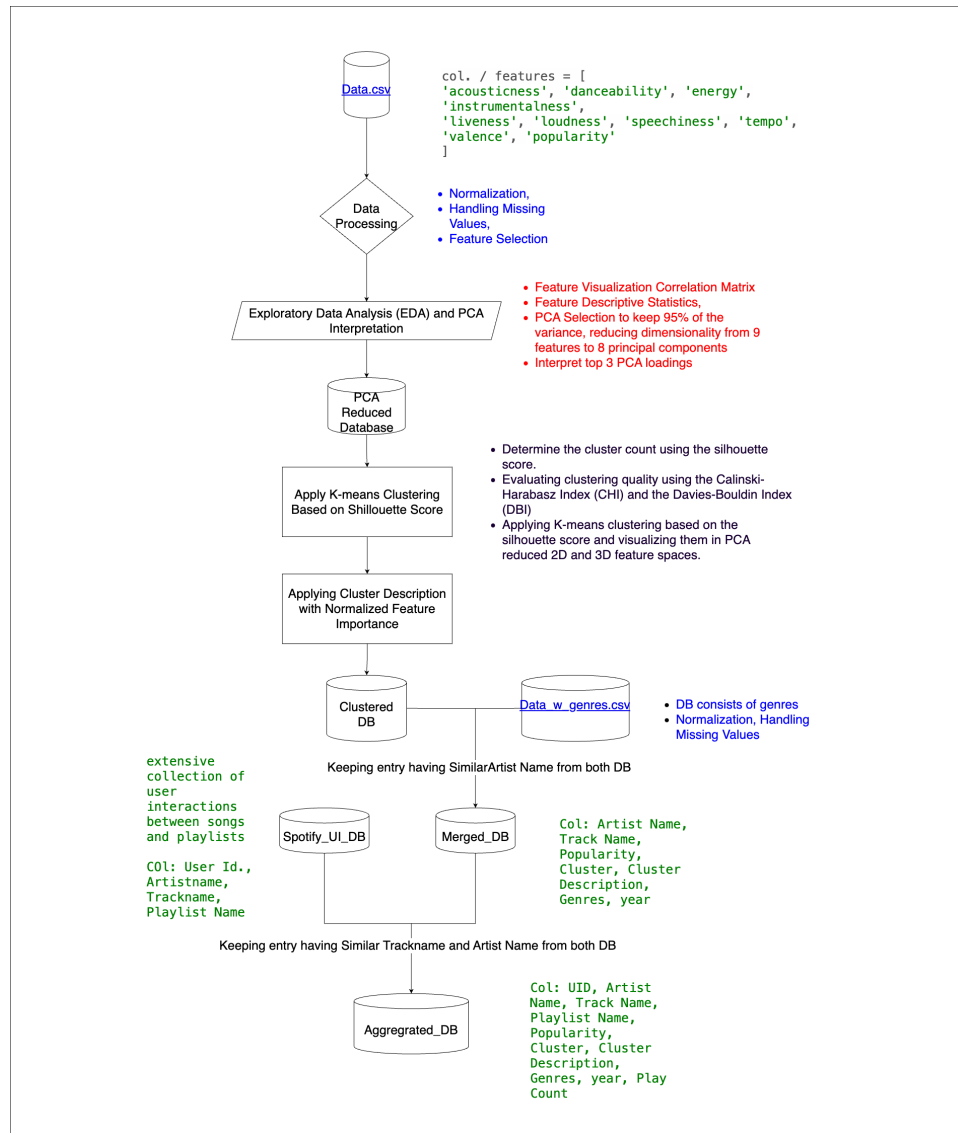 Data.csv
col. / features = [
'acousticness', 'danceability', 'energy',
'instrumentalness',
'liveness', 'loudness', 'speechiness', 'tempo',
'valence', 'popularity'
]
Data
Processing
• Normalization,
• Handling Missing
Values,
• Feature Selection
Exploratory Data Analysis (EDA) and PCA
Interpretation
• Feature Visualization Correlation Matrix
• Feature Descriptive Statistics,
• PCA Selection to keep 95% of the
variance, reducing dimensionality from 9
features to 8 principal components
• Interpret top 3 PCA loadings
PCA
Reduced
Database
• Determine the cluster count using the silhouette
score.
• Evaluating clustering quality using the Calinski-
Harabasz Index (CHI) and the Davies-Bouldin Index
(DBI)
• Applying K-means clustering based on the
silhouette score and visualizing them in PCA
reduced 2D and 3D feature spaces.
Apply K-means Clustering
Based on Shillouette Score
Applying Cluster Description
with Normalized Feature
Importance
Clustered
DB
Data_w_genres.csv
• DB consists of genres
• Normalization, Handling
Missing Values
Keeping entry having SimilarArtist Name from both DB
extensive
collection of
user
interactions
between songs
and playlists
COl: User Id.,
Artistname,
Trackname,
Playlist Name
Spotify_UI_DB
Merged_DB
Col: Artist Name,
Track Name,
Popularity,
Cluster, Cluster
Description,
Genres, year
Keeping entry having Similar Trackname and Artist Name from both DB
Aggregrated_DB
Col: UID, Artist
Name, Track Name,
Playlist Name,
Popularity,
Cluster, Cluster
Description,
Genres, year, Play
Count